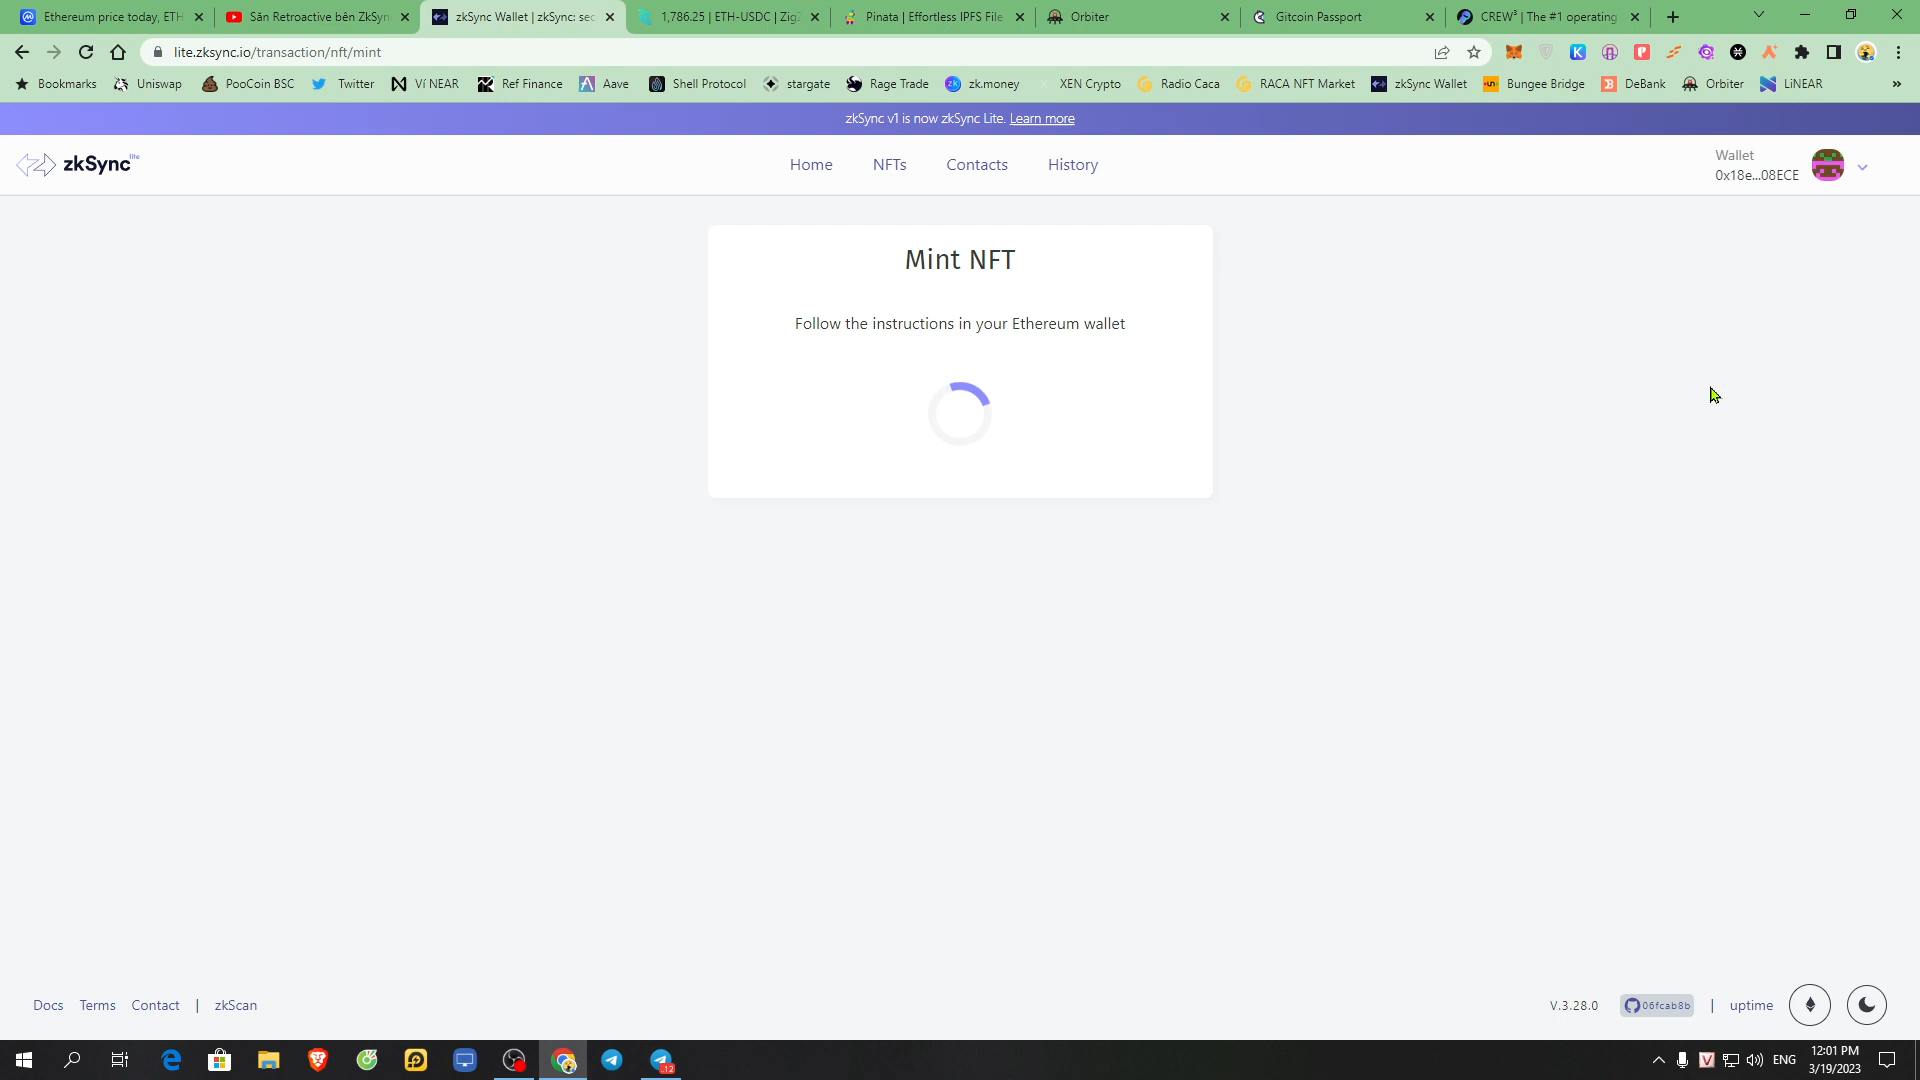 Ethereum price today, ETH
Săn Retroactive bên ZkSyn
zkSync Wallet | zkSync: sec
1,786.25 | ETH-USDC | Zig
Pinata | Effortless IPFS File
Orbiter
Gitcoin Passport
CREW³ | The #1 operating
lite.zksync.io/transaction/nft/mint
Bookmarks
Uniswap
PooCoin BSC
Twitter
Ví NEAR
Ref Finance
Aave
Shell Protocol
stargate
Rage Trade
zk.money
XEN Crypto
Radio Caca
RACA NFT Market
zkSync Wallet
Bungee Bridge
DeBank
Orbiter
LiNEAR
zkSync v1 is now zkSync Lite. Learn more
zkSync lite
Home
NFTs
Contacts
History
Wallet
0x18e...08ECE
Mint NFT
Follow the instructions in your Ethereum wallet
Docs
Terms
Contact
|
zkScan
V.3.28.0
06fcab8b
|
uptime
12
ENG
12:01 PM
3/19/2023